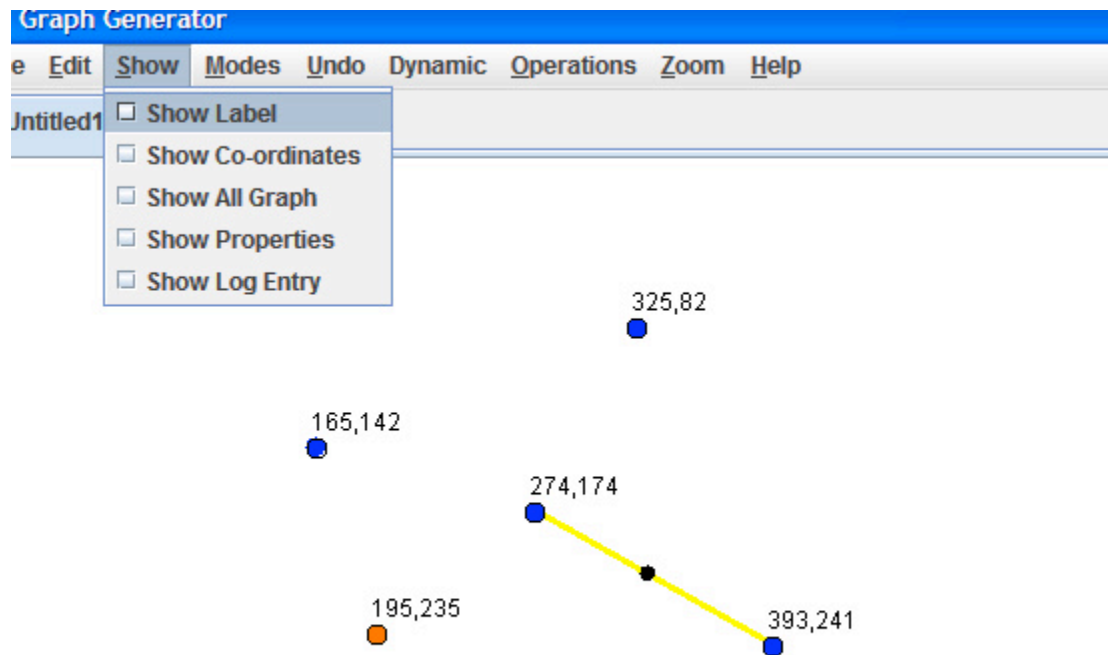 Graph Generator
e Edit Show Modes Undo Dynamic Operations Zoom Help
Untitled1
Show Label
Show Co-ordinates
Show All Graph
Show Properties
Show Log Entry
325,82
165,142
274,174
195,235
393,241